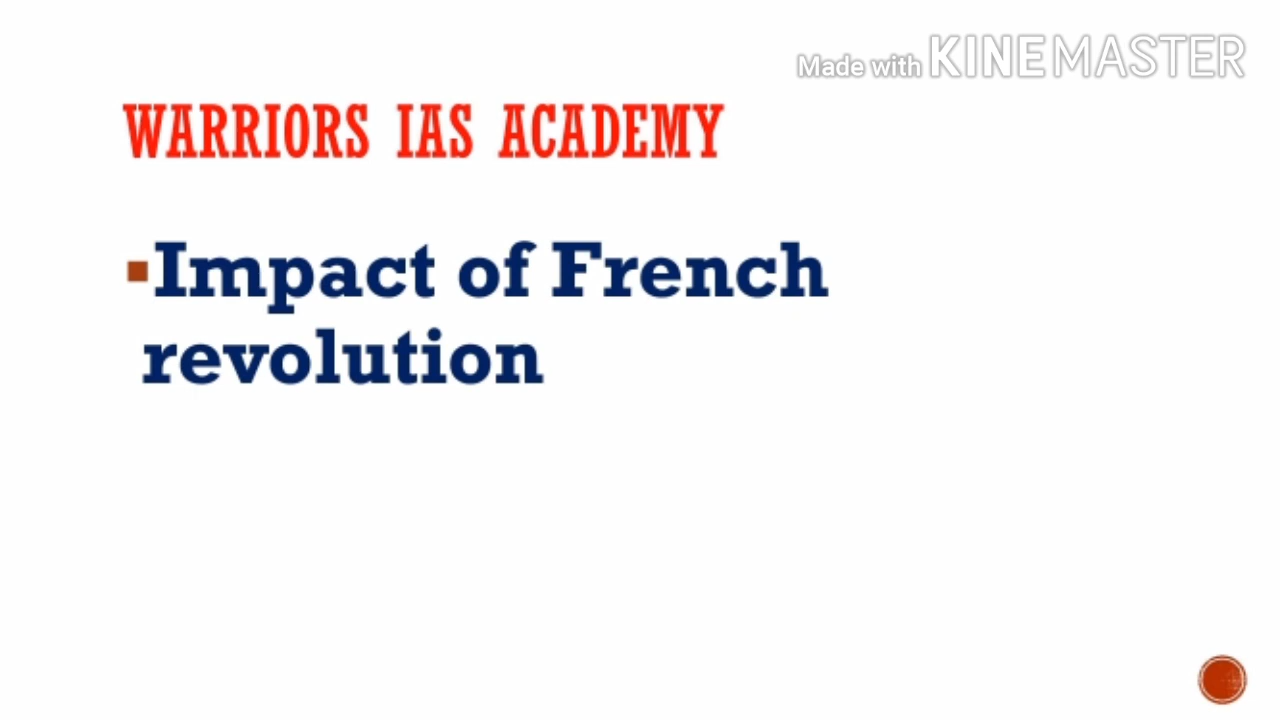 Made with KINEMASTER
WARRIORS IAS ACADEMY
▪Impact of French
revolution